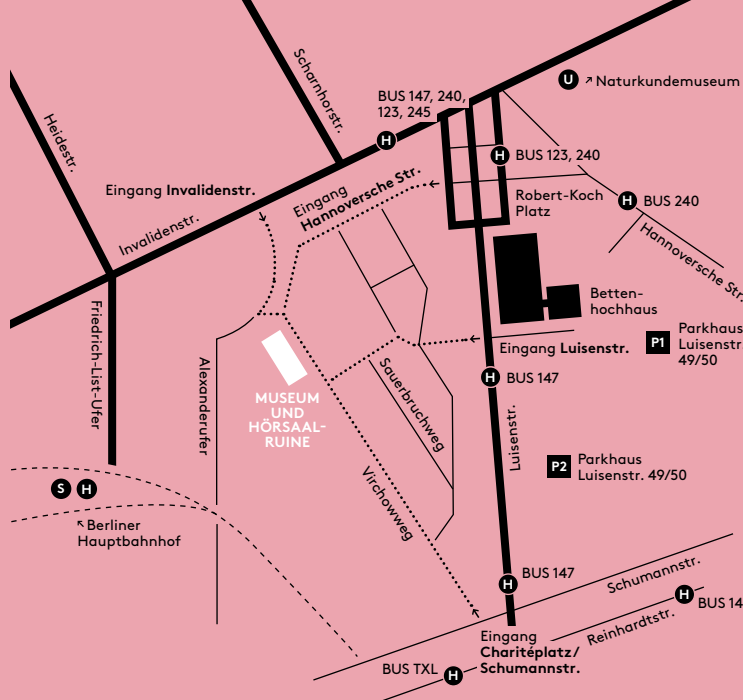 Scharnhorstr.
Heidestr.
BUS 147, 240,
123, 245
U
↗ Naturkundemuseum
H
H
BUS 123, 240
Eingang Invalidenstr.
Eingang
Hannoversche Str.
Robert-Koch
Platz
H
BUS 240
Invalidenstr.
Hannoversche Str.
Friedrich-List-Ufer
Betten-
hochhaus
P1
Parkhaus
Luisenstr
49/50
Eingang Luisenstr.
Alexanderufer
Sauerbruchweg
H
BUS 147
MUSEUM
UND
HÖRSAAL-
RUINE
Luisenstr.
P2
Parkhaus
Luisenstr. 49/50
Virchowweg
S
H
↖ Berliner
Hauptbahnhof
H
BUS 147
Schumannstr.
H
BUS 14
Reinhardtstr.
Eingang
Charitéplatz/
Schumannstr.
BUS TXL
H